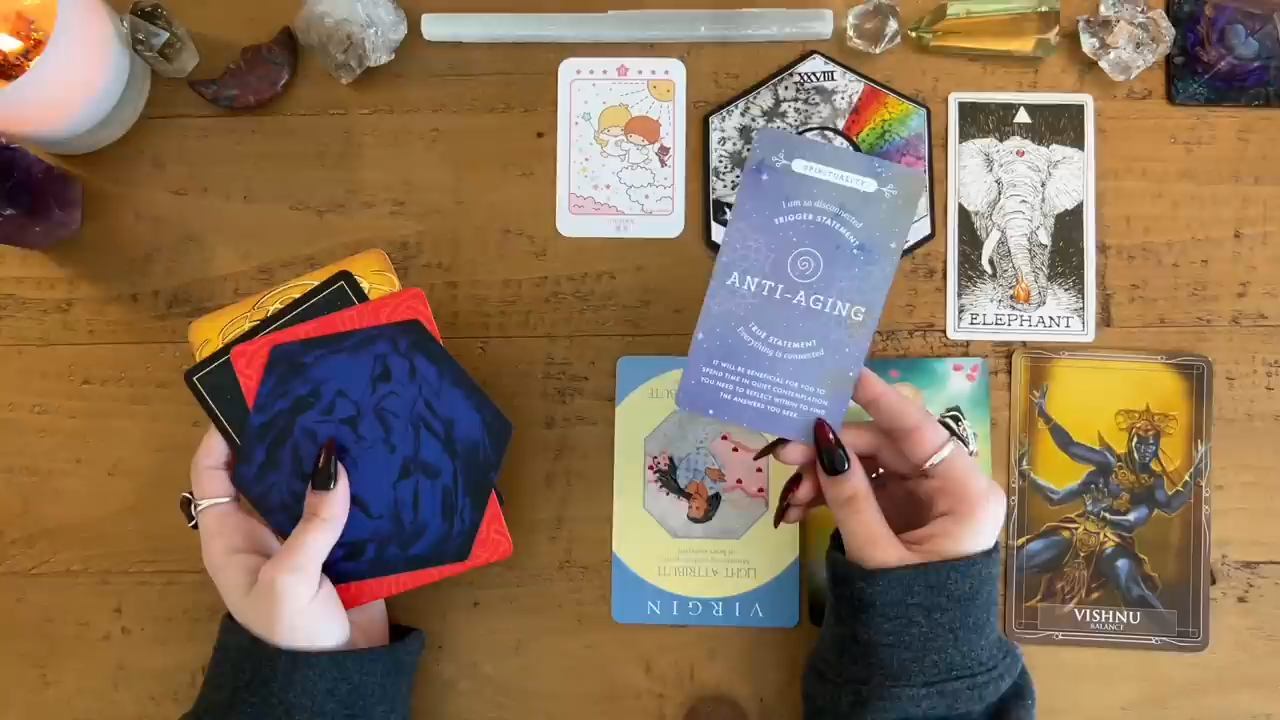 XXVIII
SPIRITUALITY
I am so disconnected
TRIGGER STATEMENT
ANTI-AGING
TRUE STATEMENT
Everything is connected
IT WILL BE BENEFICIAL FOR YOU TO
SPEND TIME IN QUIET CONTEMPLATION.
YOU NEED TO REFLECT WITHIN TO FIND
THE ANSWERS YOU SEEK.
ELEPHANT
LIGHT ATTRIBUTE
VIRGIN
VISHNU
BALANCE